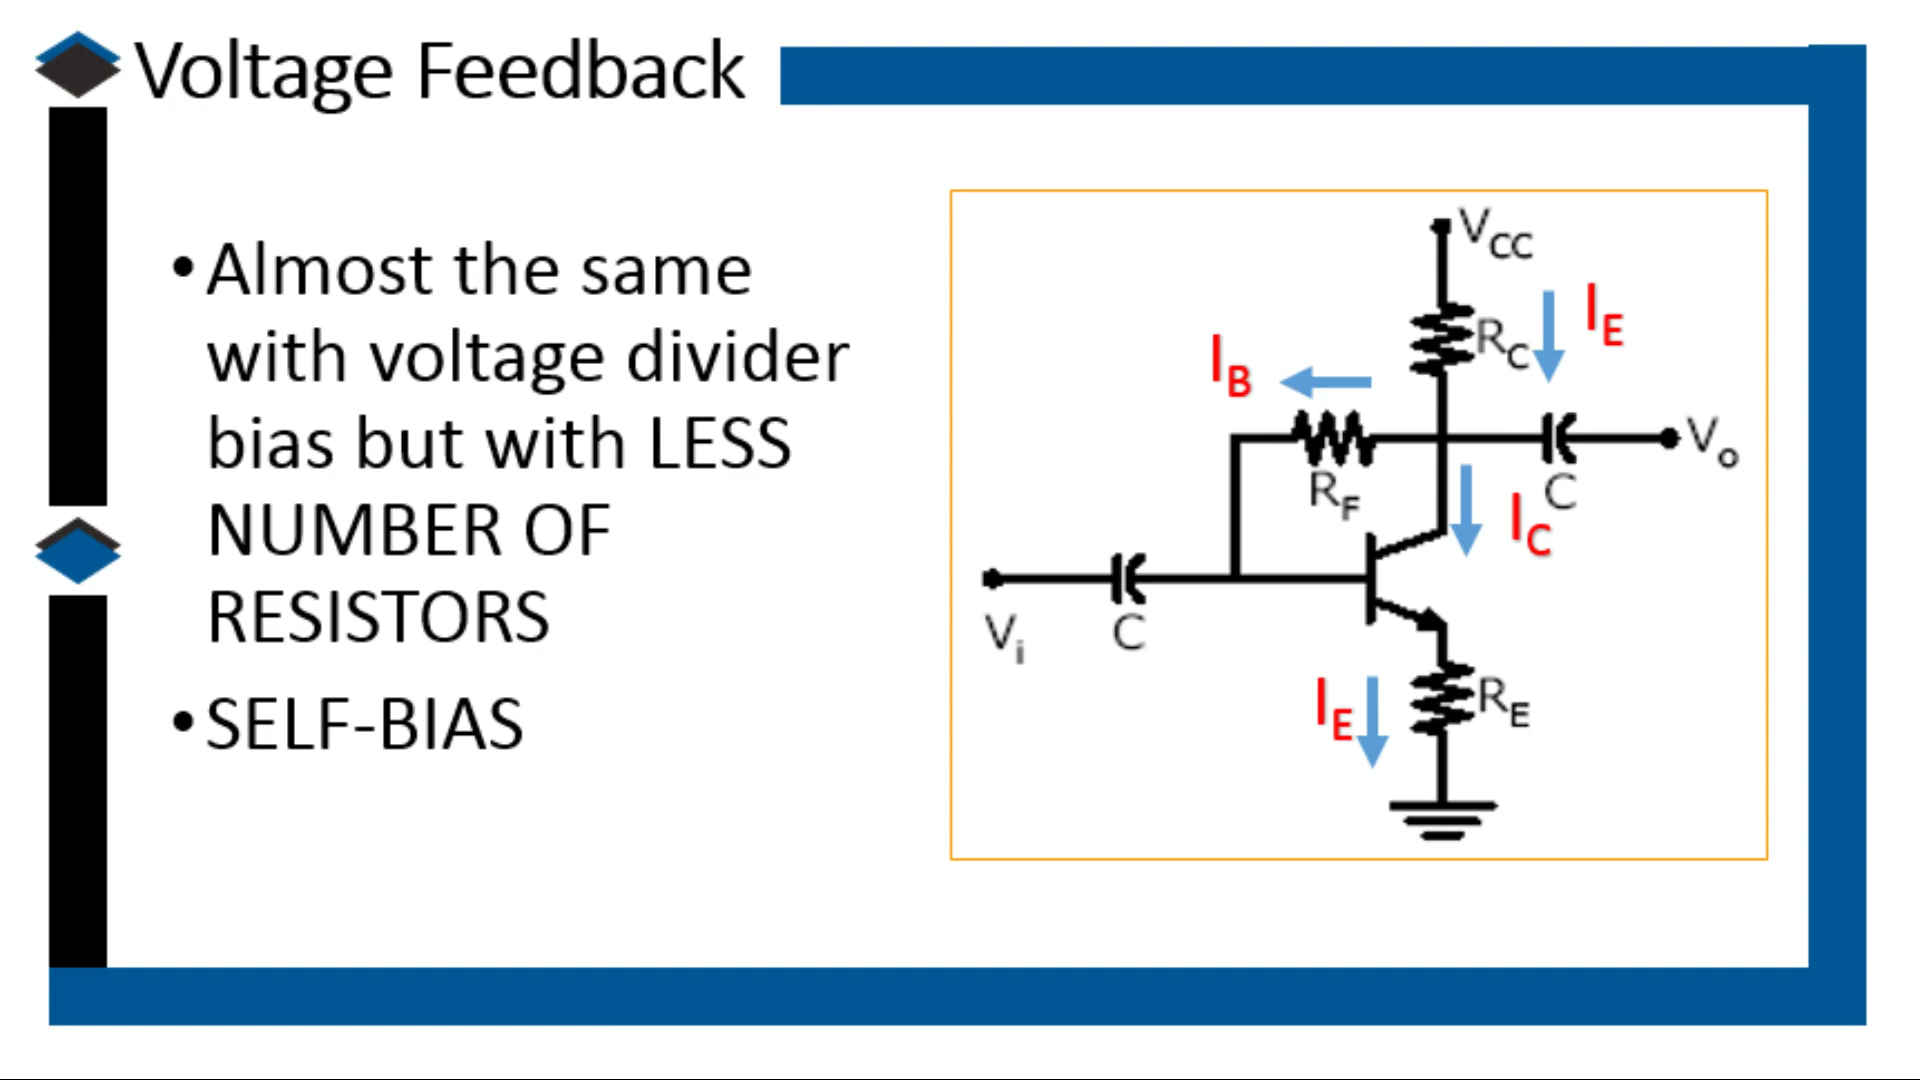 Voltage Feedback
•Almost the same
with voltage divider
bias but with LESS
NUMBER OF
RESISTORS
•SELF-BIAS
VCC
RC
IE
IB
RF
C
Vo
IC
Vi
C
IE
RE